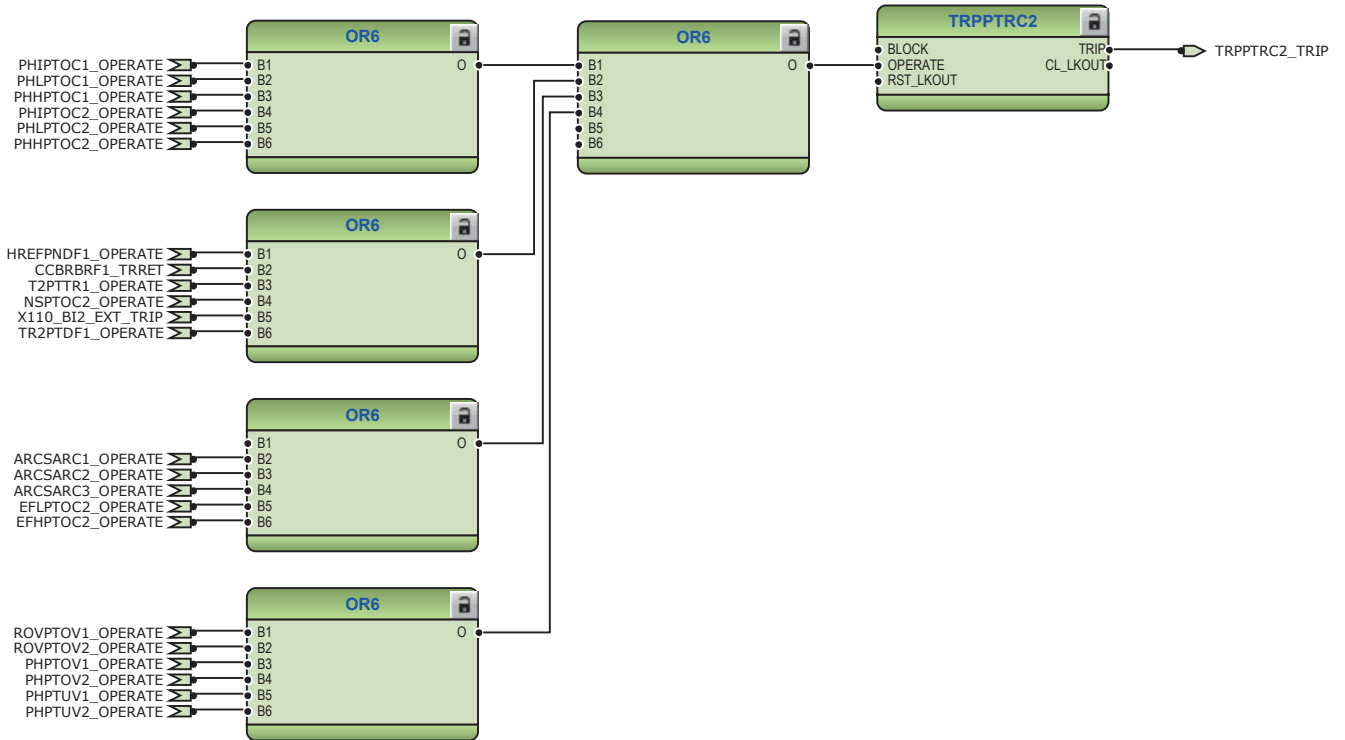 OR6
PHIPTOC1_OPERATE B1 O
PHLPTOC1_OPERATE B2
PHHPTOC1_OPERATE B3
PHIPTOC2_OPERATE B4
PHLPTOC2_OPERATE B5
PHHPTOC2_OPERATE B6
OR6
B1 O
B2
B3
B4
B5
B6
TRPPTRC2
BLOCK TRIP TRPPTRC2_TRIP
OPERATE CL_LKOUT
RST_LKOUT
OR6
HREFPNDF1_OPERATE B1 O
CCBRBRF1_TRRET B2
T2PTTR1_OPERATE B3
NSPTOC2_OPERATE B4
X110_BI2_EXT_TRIP B5
TR2PTDF1_OPERATE B6
OR6
B1 O
ARCSARC1_OPERATE B2
ARCSARC2_OPERATE B3
ARCSARC3_OPERATE B4
EFLPTOC2_OPERATE B5
EFHPTOC2_OPERATE B6
OR6
ROVPTOV1_OPERATE B1 O
ROVPTOV2_OPERATE B2
PHPTOV1_OPERATE B3
PHPTOV2_OPERATE B4
PHPTUV1_OPERATE B5
PHPTUV2_OPERATE B6